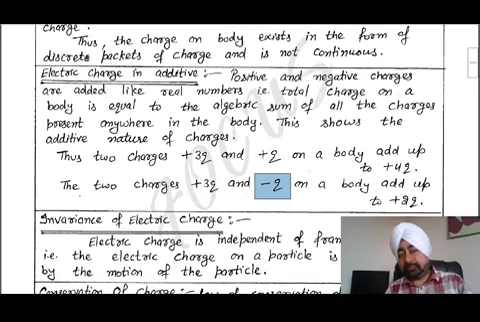 charge.
Thus, the charge on body exists in the form of
discrete packets of charge and is not continuous.
Electric Charge in additive :- Positive and negative charges
are added like real numbers i.e. total charge on a
body is equal to the algebric sum of all the charges
present anywhere in the body. This shows the
additive nature of charges.
Thus two charges +3q and +q on a body add up
to +4q.
The two charges +3q and -q on a body add up
to +2q.
Invariance of Electric Charge :-
Electric Charge is independent of fram
i.e. the electric charge on a particle is
by the motion of the particle.
Conservation Of Charge :-